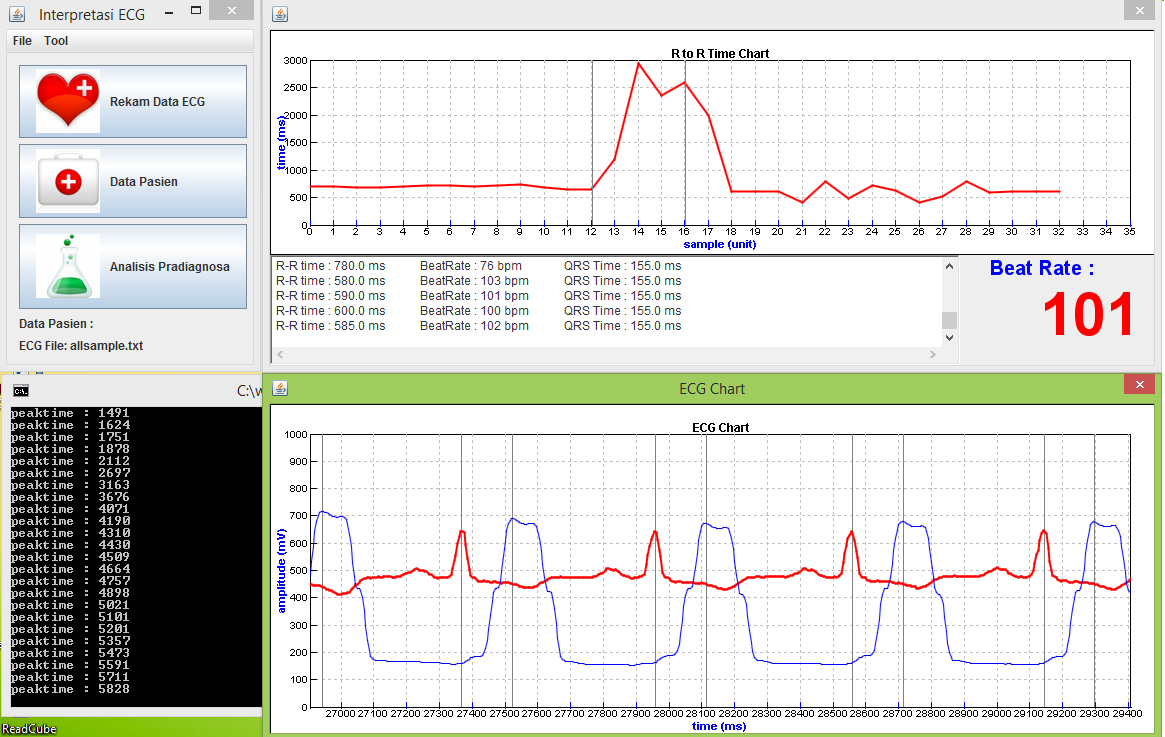 Interpretasi ECG
File Tool
Rekam Data ECG
Data Pasien
Analisis Pradiagnosa
Data Pasien :
ECG File: allsample.txt
R to R Time Chart
3000
2500
2000
1500
1000
500
0
time (ms)
0 1 2 3 4 5 6 7 8 9 10 11 12 13 14 15 16 17 18 19 20 21 22 23 24 25 26 27 28 29 30 31 32 33 34 35
sample (unit)
R-R time : 780.0 ms BeatRate : 76 bpm QRS Time : 155.0 ms
R-R time : 580.0 ms BeatRate : 103 bpm QRS Time : 155.0 ms
R-R time : 590.0 ms BeatRate : 101 bpm QRS Time : 155.0 ms
R-R time : 600.0 ms BeatRate : 100 bpm QRS Time : 155.0 ms
R-R time : 585.0 ms BeatRate : 102 bpm QRS Time : 155.0 ms
Beat Rate :
101
C:\w
peaktime : 1491
peaktime : 1624
peaktime : 1751
peaktime : 1878
peaktime : 2112
peaktime : 2697
peaktime : 3163
peaktime : 3676
peaktime : 4071
peaktime : 4190
peaktime : 4310
peaktime : 4430
peaktime : 4509
peaktime : 4664
peaktime : 4757
peaktime : 4898
peaktime : 5021
peaktime : 5101
peaktime : 5201
peaktime : 5357
peaktime : 5473
peaktime : 5591
peaktime : 5711
peaktime : 5828
ReadCube
ECG Chart
ECG Chart
1000
900
800
700
600
500
400
300
200
100
0
amplitude (mV)
27000 27100 27200 27300 27400 27500 27600 27700 27800 27900 28000 28100 28200 28300 28400 28500 28600 28700 28800 28900 29000 29100 29200 29300 29400
time (ms)